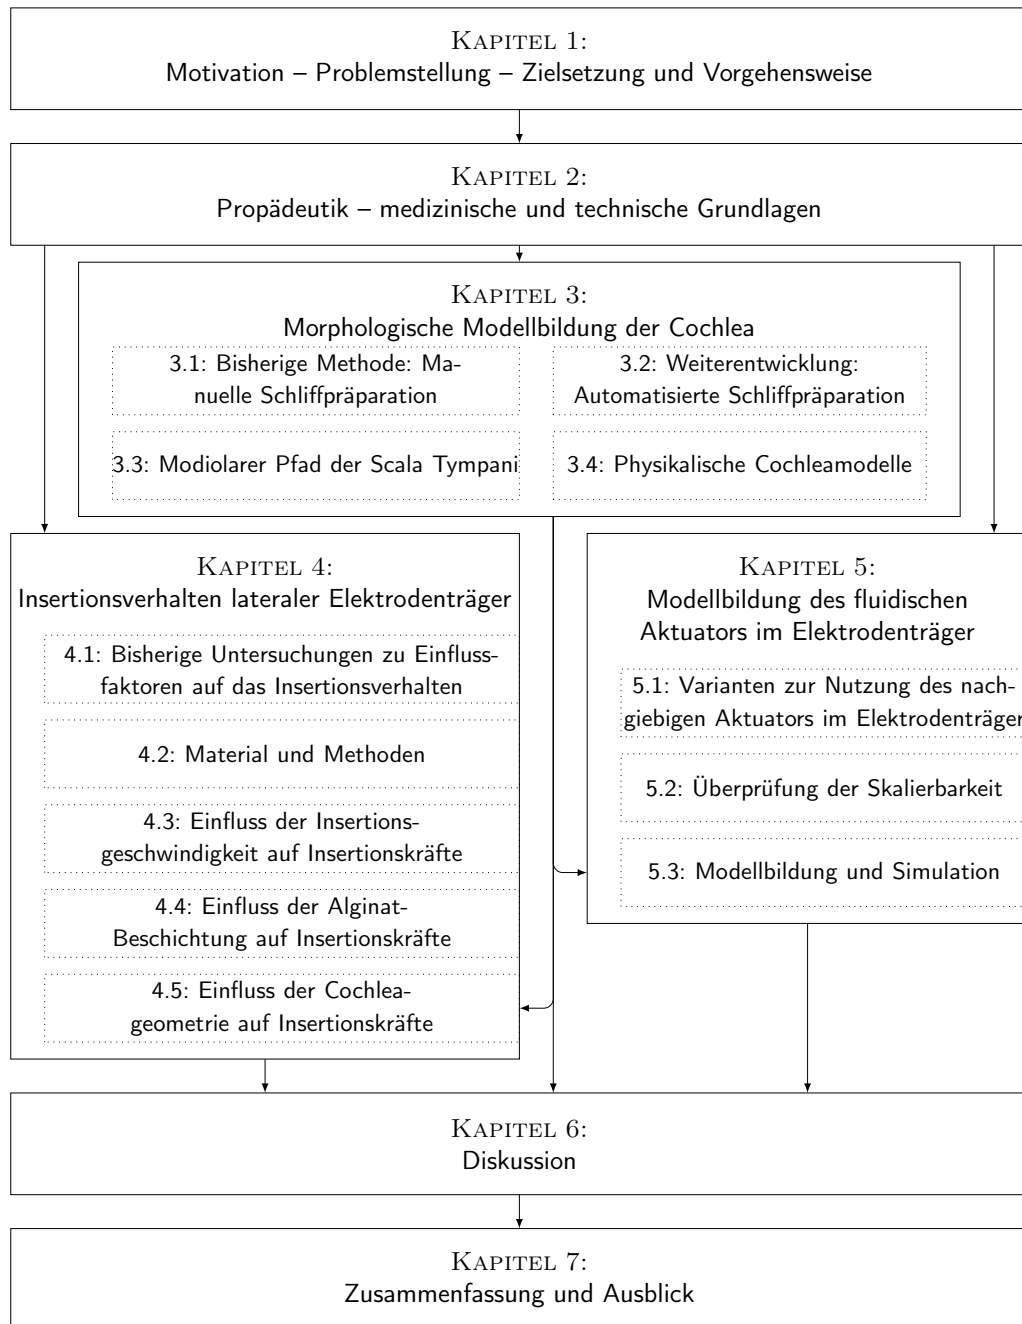 KAPITEL 1:
Motivation – Problemstellung – Zielsetzung und Vorgehensweise
KAPITEL 2:
Propädeutik – medizinische und technische Grundlagen
KAPITEL 3:
Morphologische Modellbildung der Cochlea
3.1: Bisherige Methode: Ma-
nuelle Schliffpräparation
3.2: Weiterentwicklung:
Automatisierte Schliffpräparation
3.3: Modiolarer Pfad der Scala Tympani
3.4: Physikalische Cochleamodelle
KAPITEL 4:
Insertionsverhalten lateraler Elektrodenträger
4.1: Bisherige Untersuchungen zu Einfluss-
faktoren auf das Insertionsverhalten
4.2: Material und Methoden
4.3: Einfluss der Insertions-
geschwindigkeit auf Insertionskräfte
4.4: Einfluss der Alginat-
Beschichtung auf Insertionskräfte
4.5: Einfluss der Cochlea-
geometrie auf Insertionskräfte
KAPITEL 5:
Modellbildung des fluidischen
Aktuators im Elektrodenträger
5.1: Varianten zur Nutzung des nach-
giebigen Aktuators im Elektrodenträger
5.2: Überprüfung der Skalierbarkeit
5.3: Modellbildung und Simulation
KAPITEL 6:
Diskussion
KAPITEL 7:
Zusammenfassung und Ausblick